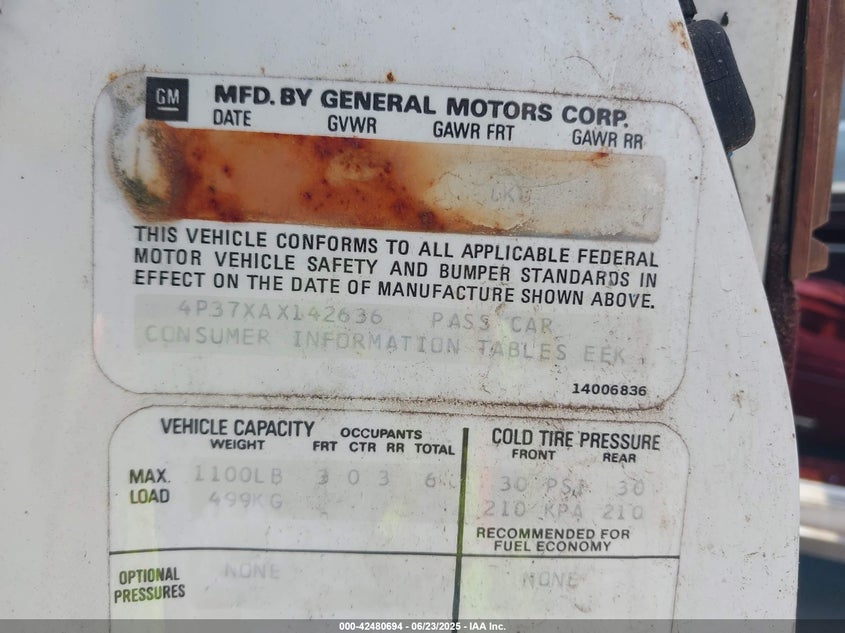 GM MFD. BY GENERAL MOTORS CORP.
DATE GVWR GAWR FRT GAWR RR
THIS VEHICLE CONFORMS TO ALL APPLICABLE FEDERAL
MOTOR VEHICLE SAFETY AND BUMPER STANDARDS IN
EFFECT ON THE DATE OF MANUFACTURE SHOWN ABOVE.
4P37XAX142636 PASS CAR
CONSUMER INFORMATION TABLES EEK
14006836
VEHICLE CAPACITY OCCUPANTS COLD TIRE PRESSURE
WEIGHT FRT CTR RR TOTAL FRONT REAR
MAX. LOAD 1100LB 3 0 3 6 30 PSI 30
499KG 210 KPA 210
RECOMMENDED FOR
FUEL ECONOMY
OPTIONAL PRESSURES NONE NONE
000-42480694 - 06/23/2025 - IAA Inc.